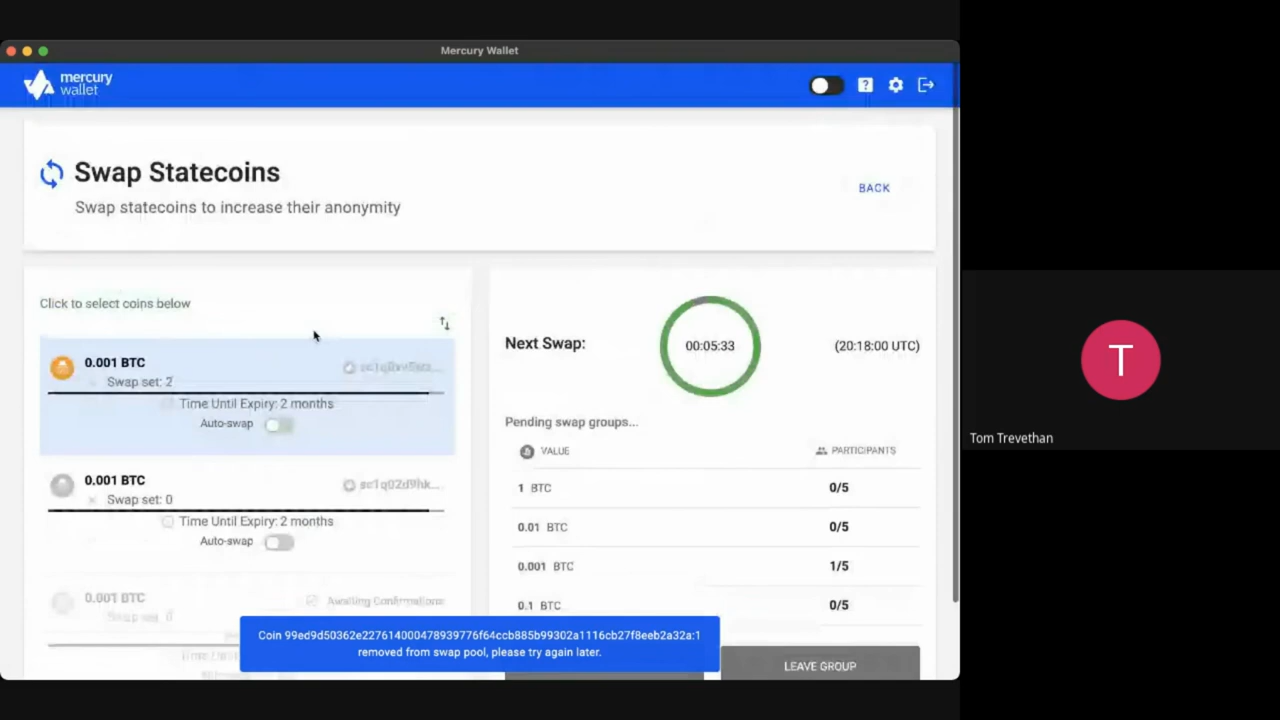 Mercury Wallet
mercury
wallet
?
Swap Statecoins
Swap statecoins to increase their anonymity
BACK
Click to select coins below
0.001 BTC
Swap set: 2
Time Until Expiry: 2 months
Auto-swap
0.001 BTC
sc1q02d9hk...
Swap set: 0
Time Until Expiry: 2 months
Auto-swap
0.001 BTC
Awaiting Confirmations
Swap set: 0
Next Swap:
00:05:33
(20:18:00 UTC)
Pending swap groups...
VALUE
PARTICIPANTS
1 BTC
0/5
0.01 BTC
0/5
0.001 BTC
1/5
0.1 BTC
0/5
Coin 99ed9d50362e227614000478939776f64ccb885b99302a1116cb27f8eeb2a32a:1
removed from swap pool, please try again later.
LEAVE GROUP
T
Tom Trevethan